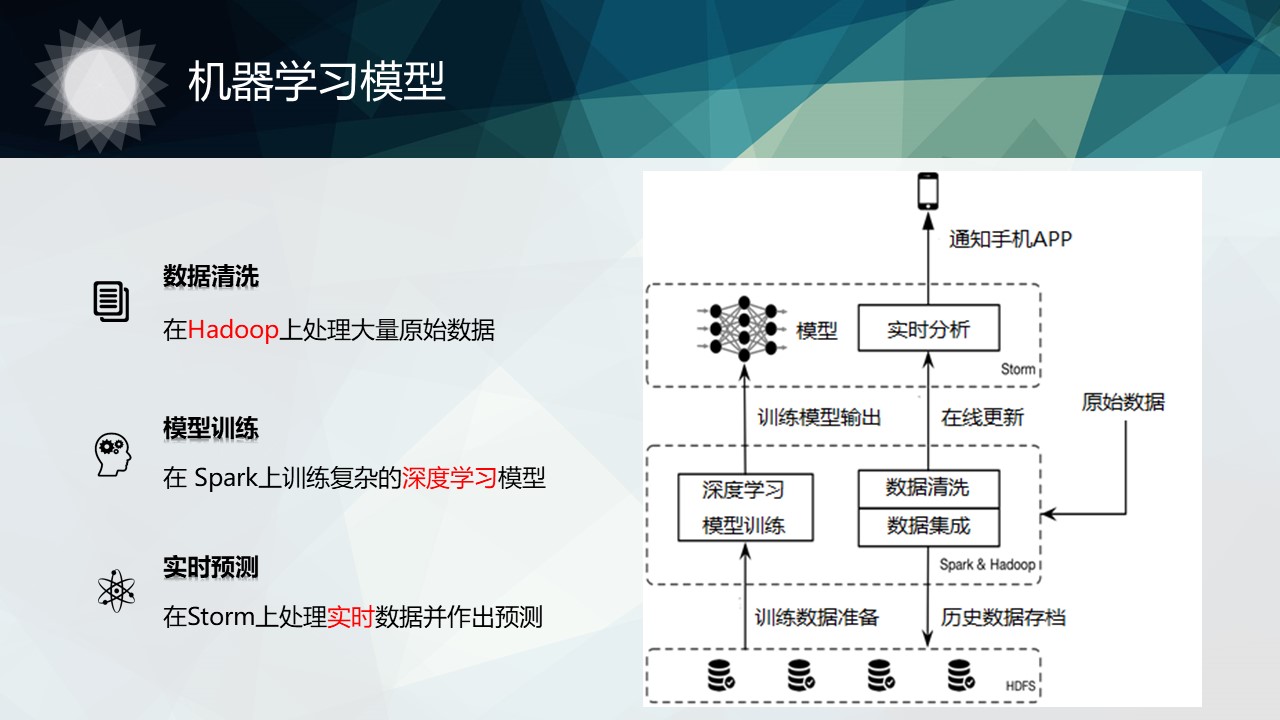 机器学习模型
数据清洗
在Hadoop上处理大量原始数据
模型训练
在 Spark上训练复杂的深度学习模型
实时预测
在Storm上处理实时数据并作出预测
通知手机APP
模型
实时分析
Storm
训练模型输出
在线更新
原始数据
深度学习
模型训练
数据清洗
数据集成
Spark & Hadoop
训练数据准备
历史数据存档
HDFS